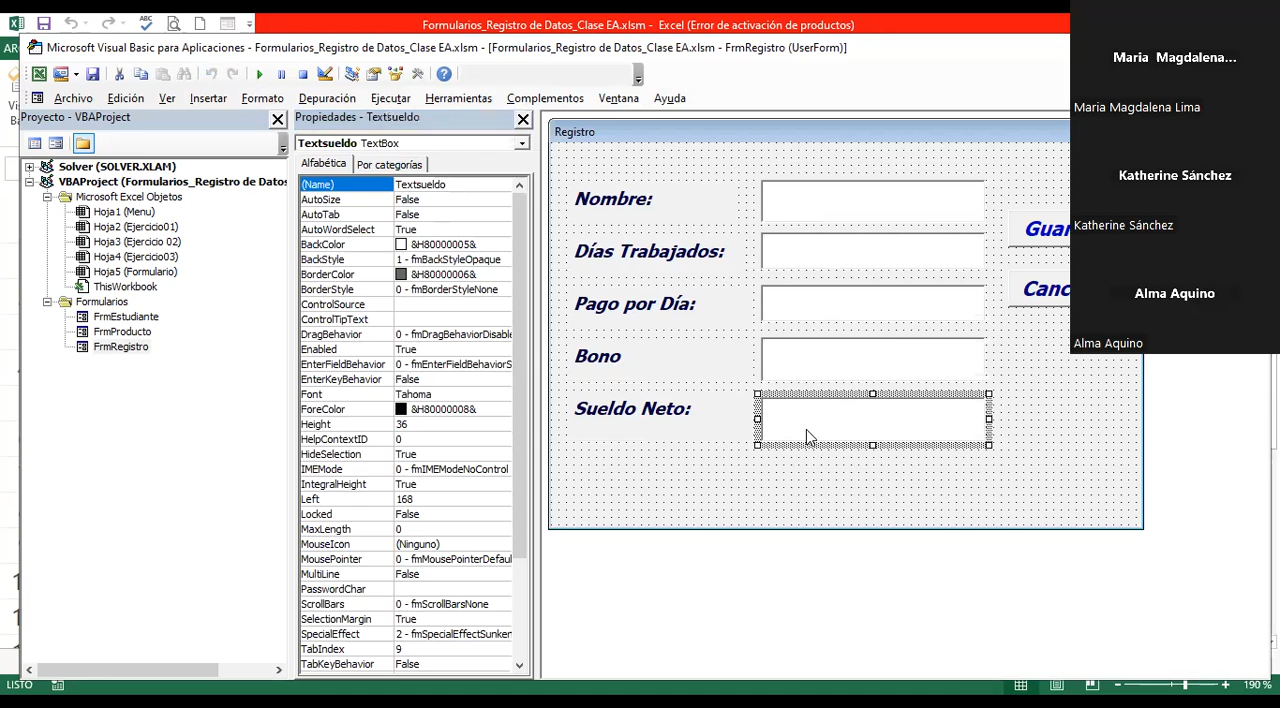 Formularios_Registro de Datos_Clase EA.xlsm - Excel (Error de activación de productos)
Microsoft Visual Basic para Aplicaciones - Formularios_Registro de Datos_Clase EA.xlsm - [Formularios_Registro de Datos_Clase EA.xlsm - FrmRegistro (UserForm)]
Archivo Edición Ver Insertar Formato Depuración Ejecutar Herramientas Complementos Ventana Ayuda
Proyecto - VBAProject
Solver (SOLVER.XLAM)
VBAProject (Formularios_Registro de Datos
Microsoft Excel Objetos
Hoja1 (Menu)
Hoja2 (Ejercicio01)
Hoja3 (Ejercicio 02)
Hoja4 (Ejercicio03)
Hoja5 (Formulario)
ThisWorkbook
Formularios
FrmEstudiante
FrmProducto
FrmRegistro
Propiedades - Textsueldo
Textsueldo TextBox
Alfabética Por categorías
(Name) Textsueldo
AutoSize False
AutoTab False
AutoWordSelect True
BackColor &H80000005&
BackStyle 1 - fmBackStyleOpaque
BorderColor &H80000006&
BorderStyle 0 - fmBorderStyleNone
ControlSource
ControlTipText
DragBehavior 0 - fmDragBehaviorDisable
Enabled True
EnterFieldBehavior 0 - fmEnterFieldBehaviorS
EnterKeyBehavior False
Font Tahoma
ForeColor &H80000008&
Height 36
HelpContextID 0
HideSelection True
IMEMode 0 - fmIMEModeNoControl
IntegralHeight True
Left 168
Locked False
MaxLength 0
MouseIcon (Ninguno)
MousePointer 0 - fmMousePointerDefaul
MultiLine False
PasswordChar
ScrollBars 0 - fmScrollBarsNone
SelectionMargin True
SpecialEffect 2 - fmSpecialEffectSunken
TabIndex 9
TabKeyBehavior False
Registro
Nombre:
Días Trabajados:
Pago por Día:
Bono
Sueldo Neto:
Guar
Canc
Maria Magdalena...
Maria Magdalena Lima
Katherine Sánchez
Katherine Sánchez
Alma Aquino
Alma Aquino
LISTO
190 %